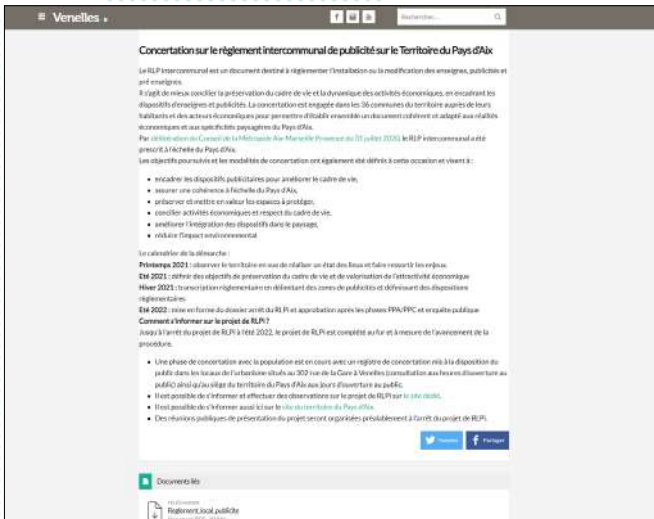 ≡ Venelles
Rechercher...
Concertation sur le règlement intercommunal de publicité sur le Territoire du Pays d'Aix
Le RLP Intercommunal est un document destiné à réglementer l'installation ou la modification des enseignes, publicités et
pré enseignes.
Il s'agit de mieux concilier la préservation du cadre de vie et la dynamique des activités économiques, en encadrant les
dispositifs d'enseignes et publicités. La concertation est engagée dans les 36 communes du territoire auprès de leurs
habitants et des acteurs économiques pour permettre d'établir ensemble un document cohérent et adapté aux réalités
économiques et aux spécificités paysagères du Pays d'Aix.
Par délibération du Conseil de la Métropole Aix-Marseille Provence du 31 juillet 2020, le RLP intercommunal a été
prescrit à l'échelle du Pays d'Aix.
Les objectifs poursuivis et les modalités de concertation ont également été définis à cette occasion et visent à :
• encadrer les dispositifs publicitaires pour améliorer le cadre de vie,
• assurer une cohérence à l'échelle du Pays d'Aix,
• préserver et mettre en valeur les espaces à protéger,
• concilier activités économiques et respect du cadre de vie,
• améliorer l'intégration des dispositifs dans le paysage,
• réduire l'impact environnemental
Le calendrier de la démarche :
Printemps 2021 : observer le territoire en vue de réaliser un état des lieux et faire ressortir les enjeux.
Eté 2021 : définir des objectifs de préservation du cadre de vie et de valorisation de l'attractivité économique
Hiver 2021 : transcription réglementaire en délimitant des zones de publicités et définissant des dispositions
réglementaires
Eté 2022 : mise en forme du dossier arrêt du RLPi et approbation après les phases PPA/PPC et enquête publique
Comment s'informer sur le projet de RLPi ?
Jusqu'à l'arrêt du projet de RLPi à l'été 2022, le projet de RLPi est complété au fur et à mesure de l'avancement de la
procédure.
• Une phase de concertation avec la population est en cours avec un registre de concertation mis à la disposition du
public dans les locaux de l'urbanisme situés au 302 rue de la Gare à Venelles (consultation aux heures d'ouverture au
public) ainsi qu'au siège du territoire du Pays d'Aix aux jours d'ouverture au public.
• Il est possible de s'informer et effectuer des observations sur le projet de RLPi sur le site dédié.
• Il est possible de s'informer aussi ici sur le site du territoire du Pays d'Aix.
• Des réunions publiques de présentation du projet seront organisées préalablement à l'arrêt du projet de RLPi.
Partager
Documents liés
Reglement_local_publicite